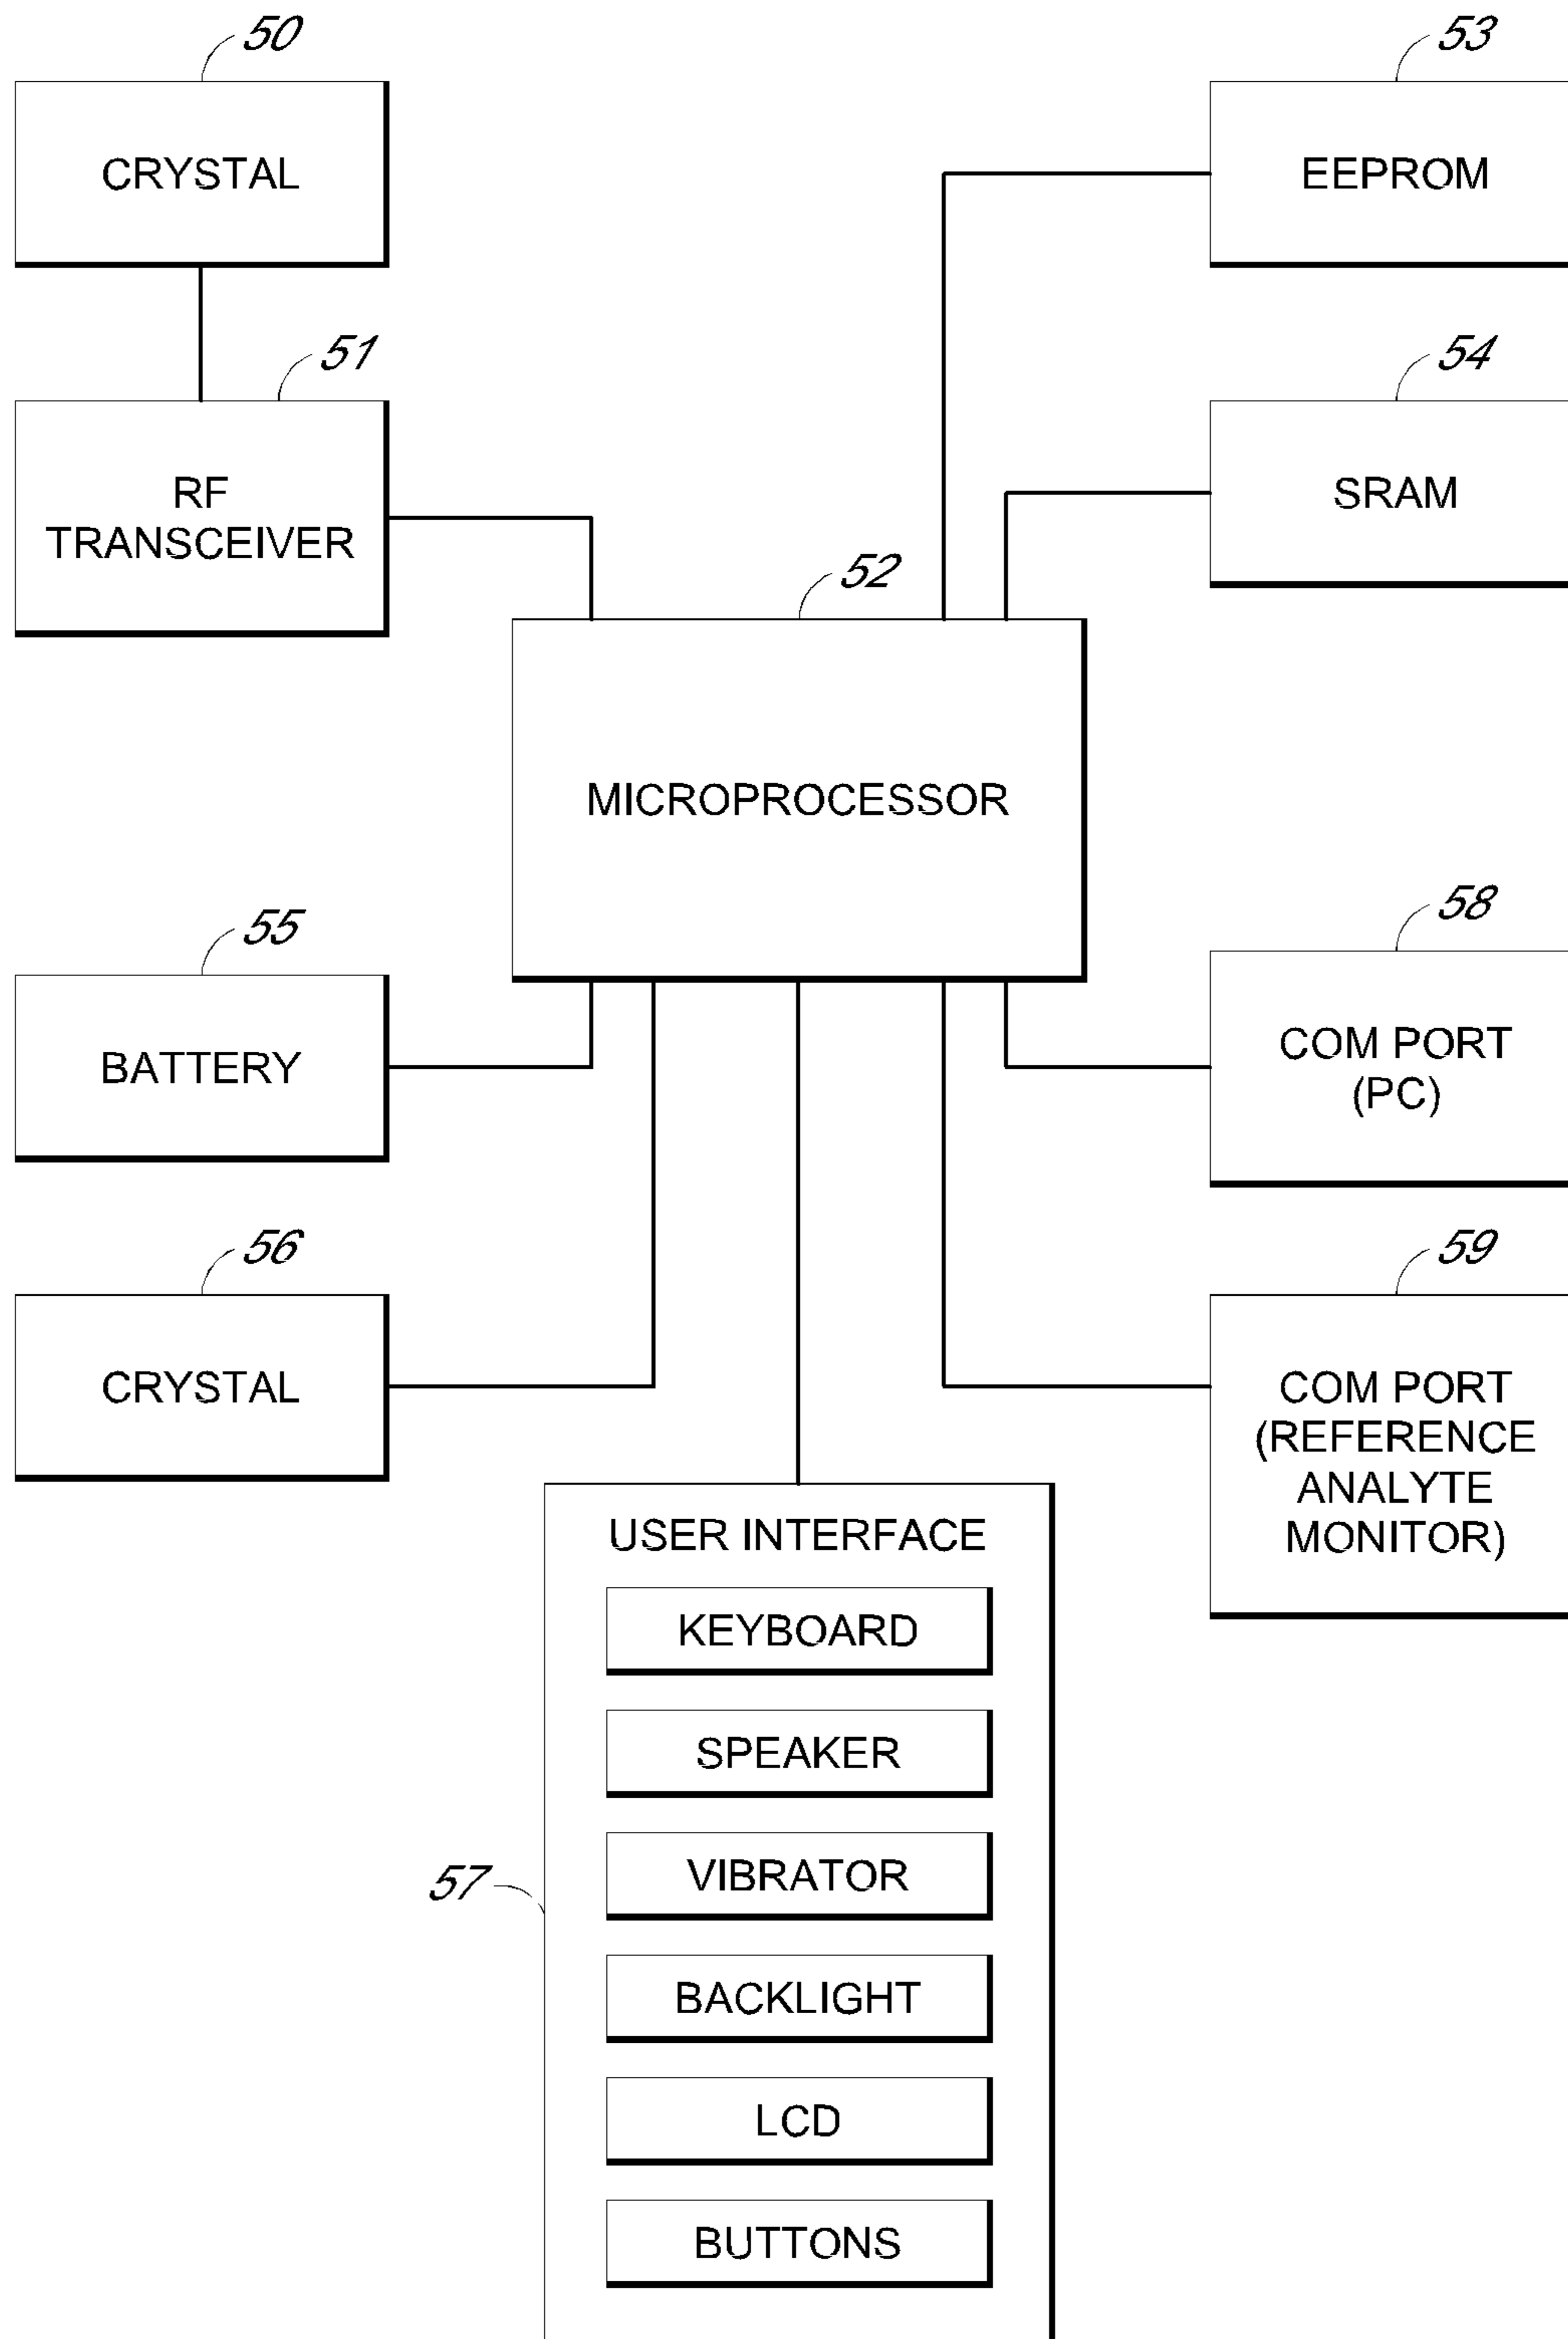 50
CRYSTAL
53
EEPROM
51
RF
TRANSCEIVER
54
SRAM
52
MICROPROCESSOR
55
BATTERY
58
COM PORT
(PC)
56
CRYSTAL
59
COM PORT
(REFERENCE
ANALYTE
MONITOR)
57
USER INTERFACE
KEYBOARD
SPEAKER
VIBRATOR
BACKLIGHT
LCD
BUTTONS